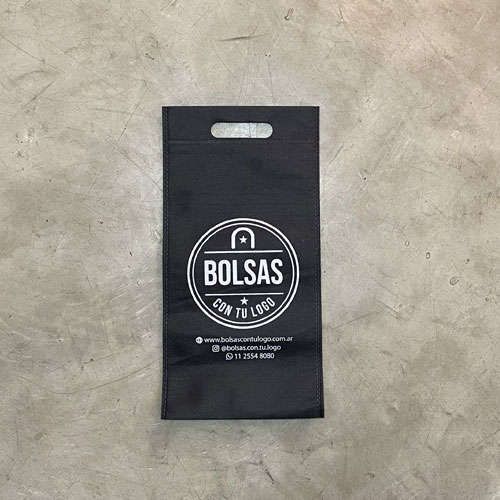 BOLSAS
CON TU LOGO
www.bolsascontulogo.com.ar
@bolsas.con.tu.logo
11 2554 8080